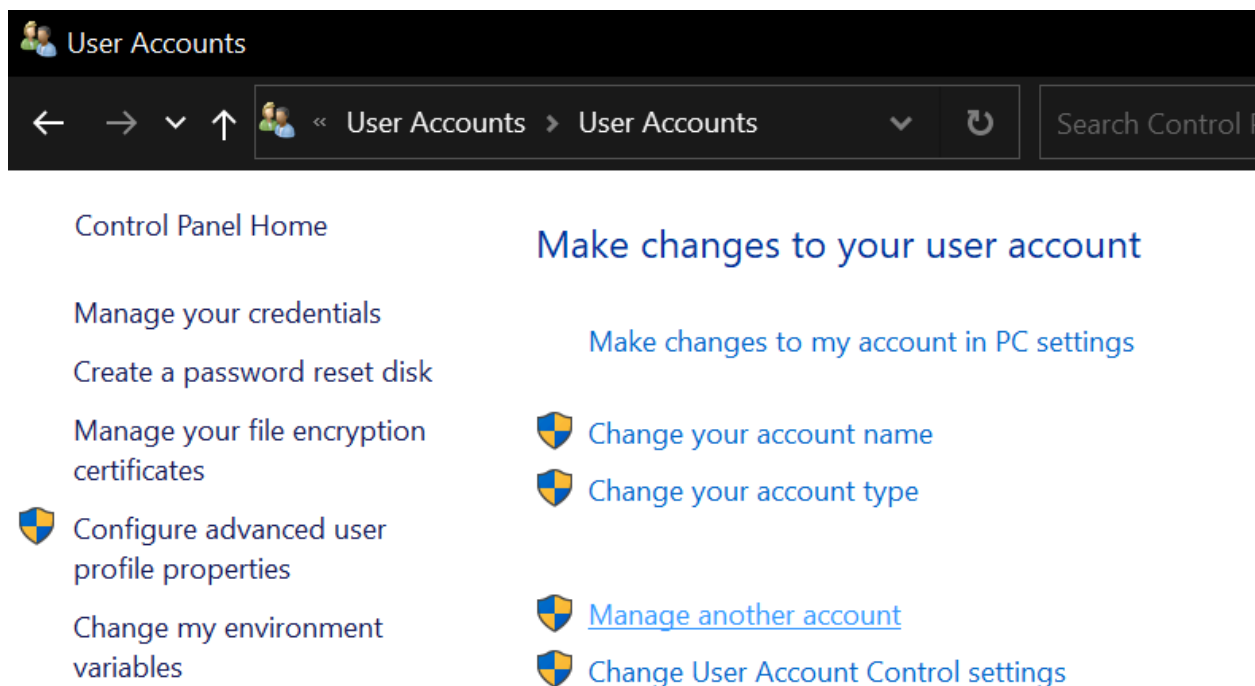 User Accounts
« User Accounts > User Accounts
Search Control
Control Panel Home
Manage your credentials
Create a password reset disk
Manage your file encryption
certificates
Configure advanced user
profile properties
Change my environment
variables
Make changes to your user account
Make changes to my account in PC settings
Change your account name
Change your account type
Manage another account
Change User Account Control settings